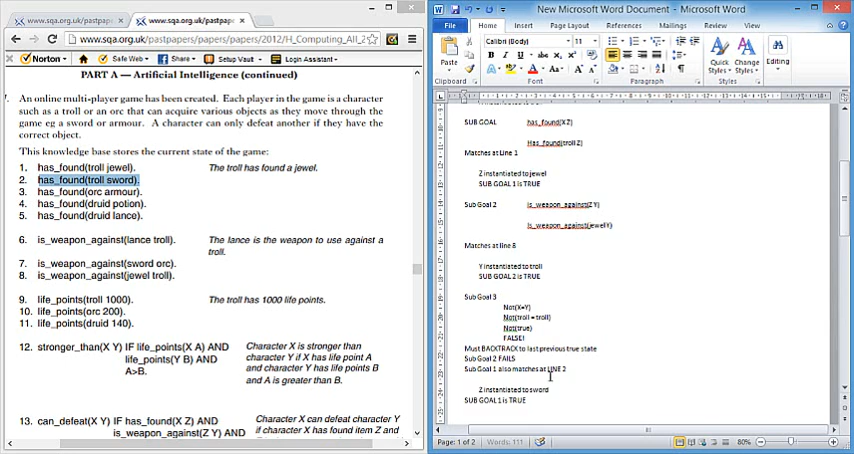 www.sqa.org.uk/pastpape
www.sqa.org.uk/pastpape
www.sqa.org.uk/pastpapers/papers/papers/2012/H_Computing_All_2
Norton
Safe Web
Share
Setup Vault
Login Assistant
PART A — Artificial Intelligence (continued)
An online multi-player game has been created. Each player in the game is a character
such as a troll or an orc that can acquire various objects as they move through the
game eg a sword or armour. A character can only defeat another if they have the
correct object.
This knowledge base stores the current state of the game:
1. has_found(troll jewel). The troll has found a jewel.
2. has_found(troll sword).
3. has_found(orc armour).
4. has_found(druid potion).
5. has_found(druid lance).
6. is_weapon_against(lance troll). The lance is the weapon to use against a
troll.
7. is_weapon_against(sword orc).
8. is_weapon_against(jewel troll).
9. life_points(troll 1000). The troll has 1000 life points.
10. life_points(orc 200).
11. life_points(druid 140).
12. stronger_than(X Y) IF life_points(X A) AND Character X is stronger than
life_points(Y B) AND character Y if X has life point A
A>B. and character Y has life points B
and A is greater than B.
13. can_defeat(X Y) IF has_found(X Z) AND Character X can defeat character Y
is_weapon_against(Z Y) AND if character X has found item Z and
New Microsoft Word Document - Microsoft Word
File Home Insert Page Layout References Mailings Review View
Calibri (Body) 11
Paste
Clipboard
Font
Paragraph
Quick Styles
Change Styles
Styles
Editing
SUB GOAL has_found(X Z)
Has_found(troll Z)
Matches at Line 1
Z instantiated to jewel
SUB GOAL 1 is TRUE
Sub Goal 2 is_weapon_against(Z Y)
Is_weapon_against(jewel Y)
Matches at line 8
Y instantiated to troll
SUB GOAL 2 is TRUE
Sub Goal 3
Not(X=Y)
Not(troll = troll)
Not(true)
FALSE!
Must BACKTRACK to last previous true state
Sub Goal 2 FAILS
Sub Goal 1 also matches at LINE 2
Z instantiated to sword
SUB GOAL 1 is TRUE
Page: 1 of 2 Words: 111 80%